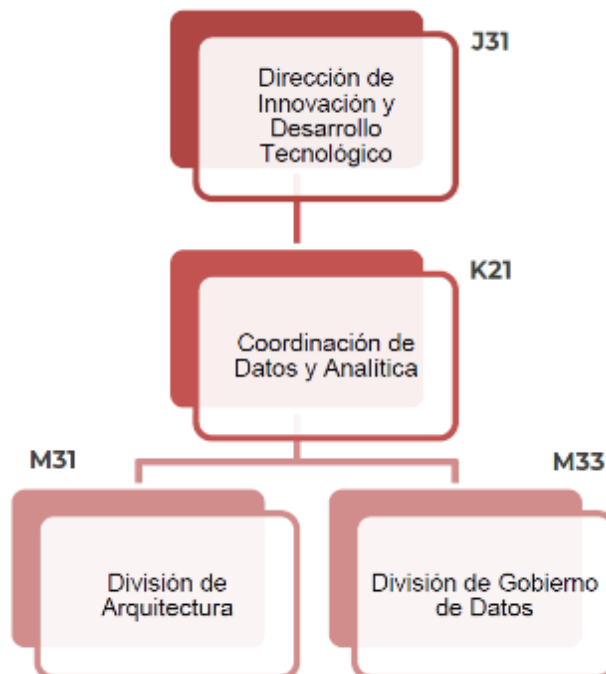 J31
Dirección de
Innovación y
Desarrollo
Tecnológico
K21
Coordinación de
Datos y Analítica
M31
M33
División de
Arquitectura
División de Gobierno
de Datos